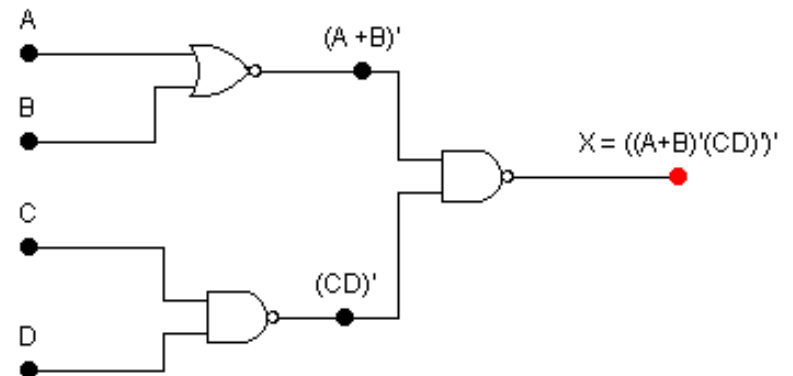 A
(A +B)'
B
X = ((A+B)'(CD)')'
C
(CD)'
D